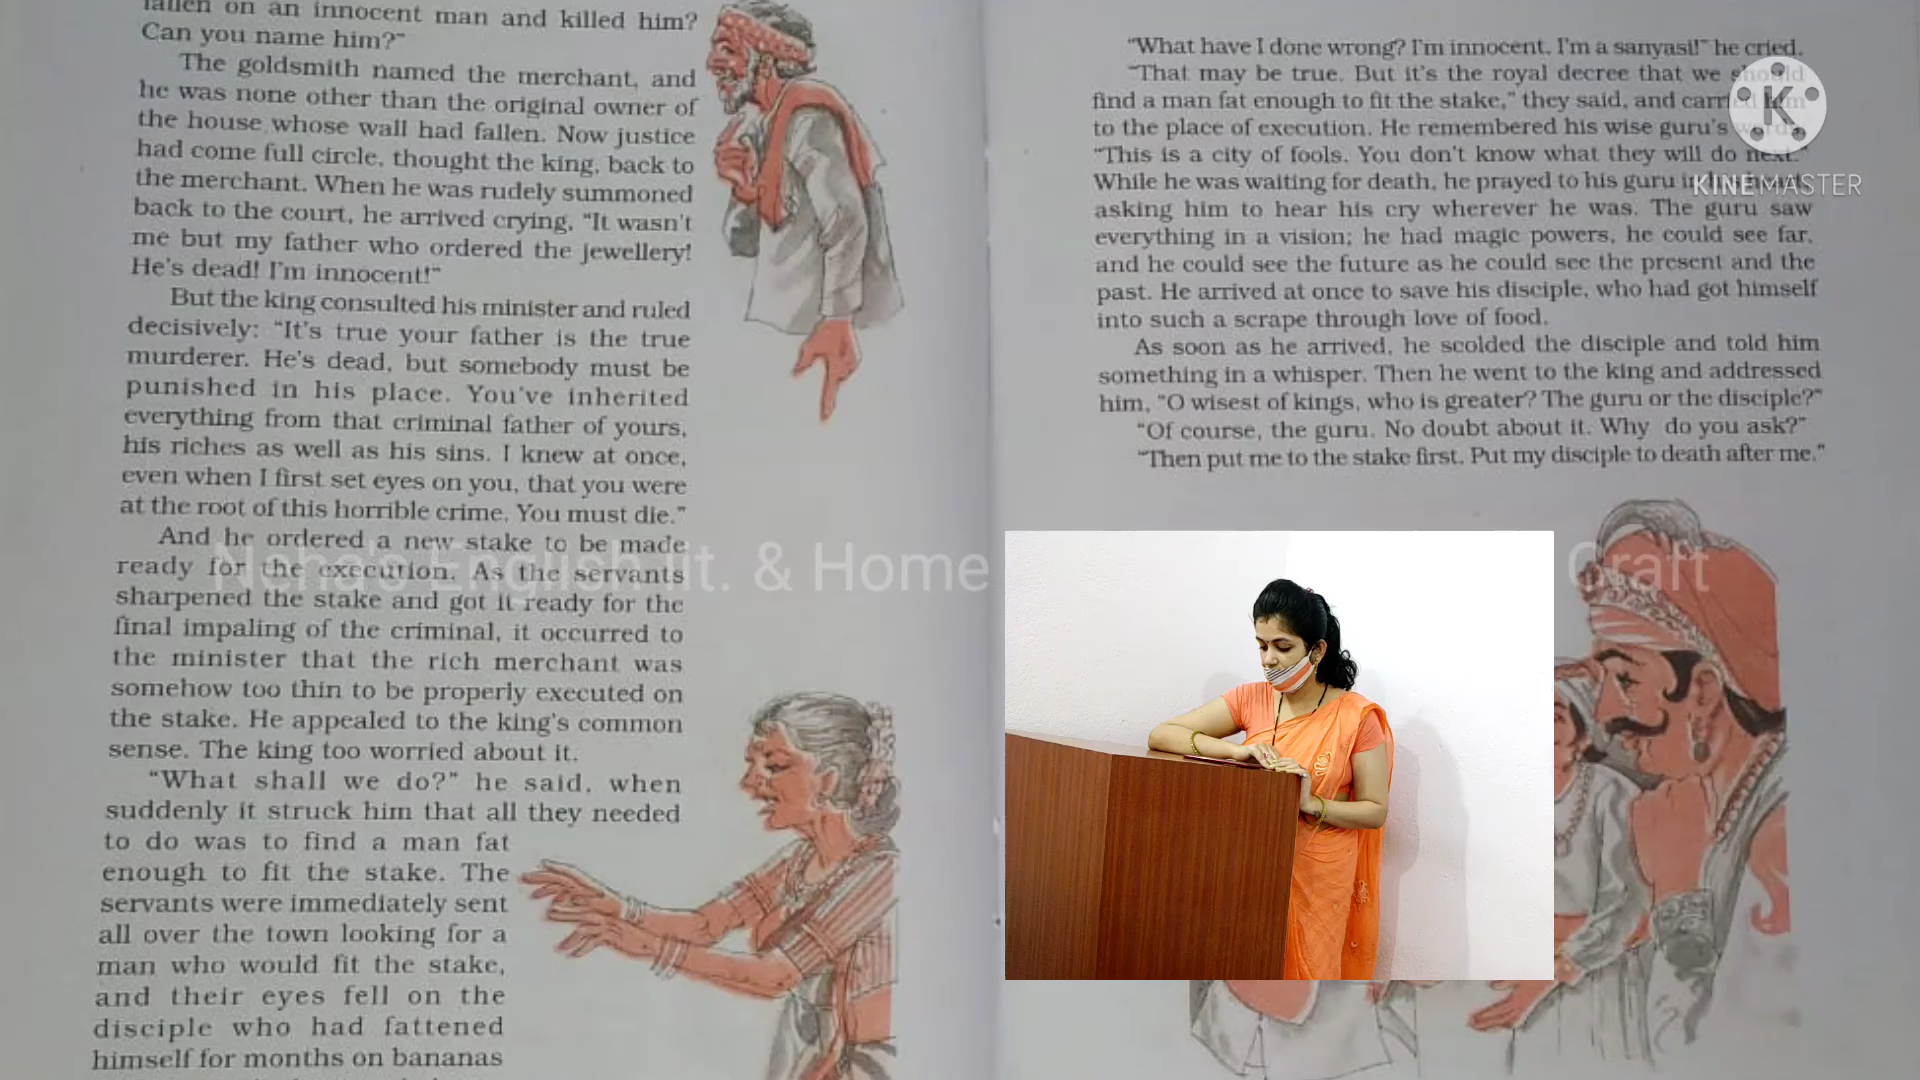 fallen on an innocent man and killed him?
Can you name him?"
The goldsmith named the merchant, and
he was none other than the original owner of
the house whose wall had fallen. Now justice
had come full circle, thought the king, back to
the merchant. When he was rudely summoned
back to the court, he arrived crying, "It wasn't
me but my father who ordered the jewellery!
He's dead! I'm innocent!"
But the king consulted his minister and ruled
decisively: "It's true your father is the true
murderer. He's dead, but somebody must be
punished in his place. You've inherited
everything from that criminal father of yours,
his riches as well as his sins. I knew at once,
even when I first set eyes on you, that you were
at the root of this horrible crime. You must die."
And he ordered a new stake to be made
ready for the execution. As the servants
sharpened the stake and got it ready for the
final impaling of the criminal, it occurred to
the minister that the rich merchant was
somehow too thin to be properly executed on
the stake. He appealed to the king's common
sense. The king too worried about it.
"What shall we do?" he said, when
suddenly it struck him that all they needed
to do was to find a man fat
enough to fit the stake. The
servants were immediately sent
all over the town looking for a
man who would fit the stake,
and their eyes fell on the
disciple who had fattened
himself for months on bananas
"What have I done wrong? I'm innocent. I'm a sanyasi!" he cried.
"That may be true. But it's the royal decree that we should
find a man fat enough to fit the stake," they said, and carried him
to the place of execution. He remembered his wise guru's words:
"This is a city of fools. You don't know what they will do next."
While he was waiting for death, he prayed to his guru in
asking him to hear his cry wherever he was. The guru saw
everything in a vision; he had magic powers, he could see far,
and he could see the future as he could see the present and the
past. He arrived at once to save his disciple, who had got himself
into such a scrape through love of food.
As soon as he arrived, he scolded the disciple and told him
something in a whisper. Then he went to the king and addressed
him, "O wisest of kings, who is greater? The guru or the disciple?"
"Of course, the guru. No doubt about it. Why do you ask?"
"Then put me to the stake first. Put my disciple to death after me."
K
KINEMASTER
English lit. & Home Craft